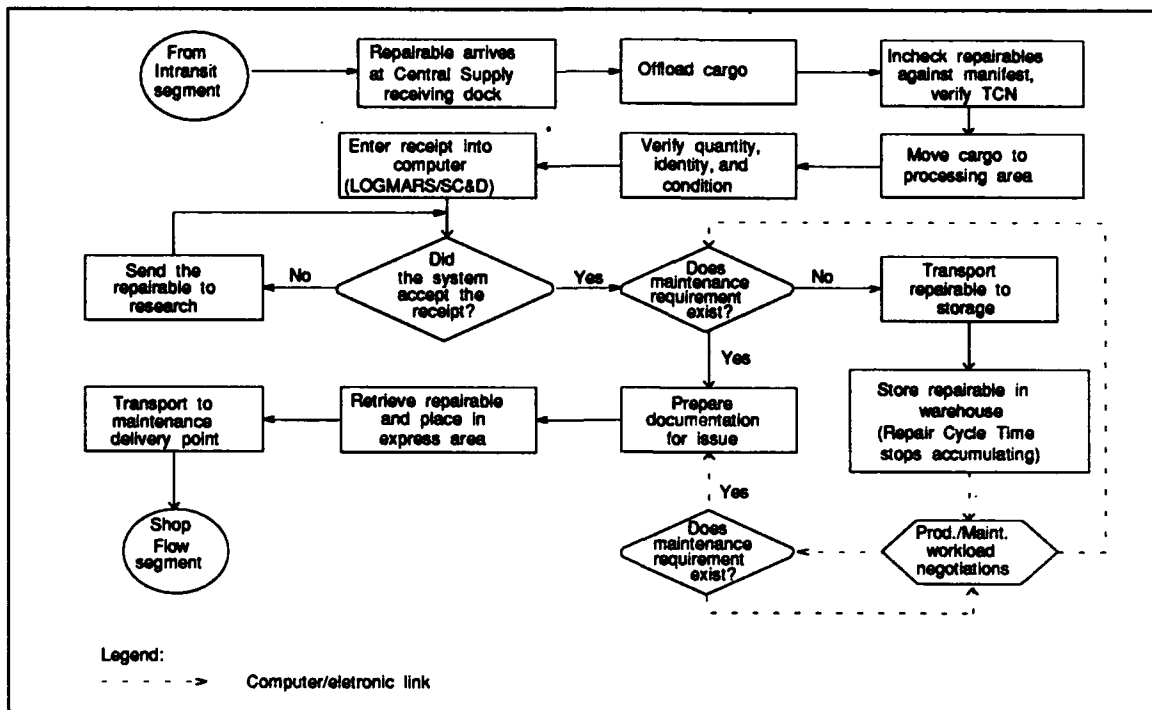 From
Intransit
segment
Repairable arrives
at Central Supply
receiving dock
Offload cargo
Incheck repairables
against manifest,
verify TCN
Enter receipt into
computer
(LOGMARS/SC&D)
Verify quantity,
identity, and
condition
Move cargo to
processing area
Send the
repairable to
research
No
Did
the system
accept the
receipt?
Yes
Does
maintenance
requirement
exist?
No
Transport
repairable to
storage
Yes
Transport to
maintenance
delivery point
Retrieve repairable
and place in
express area
Prepare
documentation
for issue
Store repairable in
warehouse
(Repair Cycle Time
stops accumulating)
Yes
Shop
Flow
segment
Does
maintenance
requirement
exist?
Prod./Maint.
workload
negotiations
Legend:
Computer/eletronic link